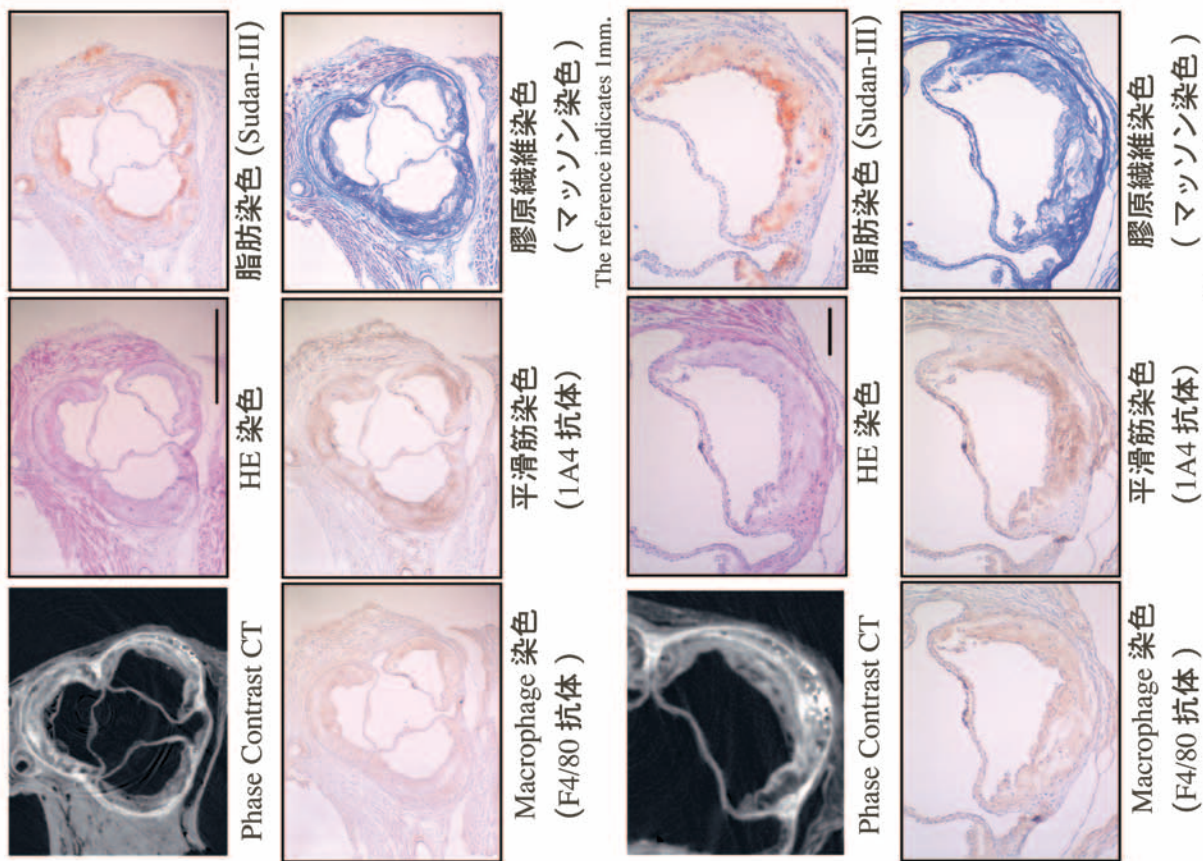 Phase Contrast CT
HE 染色
脂肪染色 (Sudan-III)
Macrophage 染色
(F4/80 抗体)
平滑筋染色
(1A4 抗体)
膠原繊維染色
( マッソン染色 )
The reference indicates 1mm.
Phase Contrast CT
HE 染色
脂肪染色 (Sudan-III)
Macrophage 染色
(F4/80 抗体)
平滑筋染色
(1A4 抗体)
膠原繊維染色
( マッソン染色 )